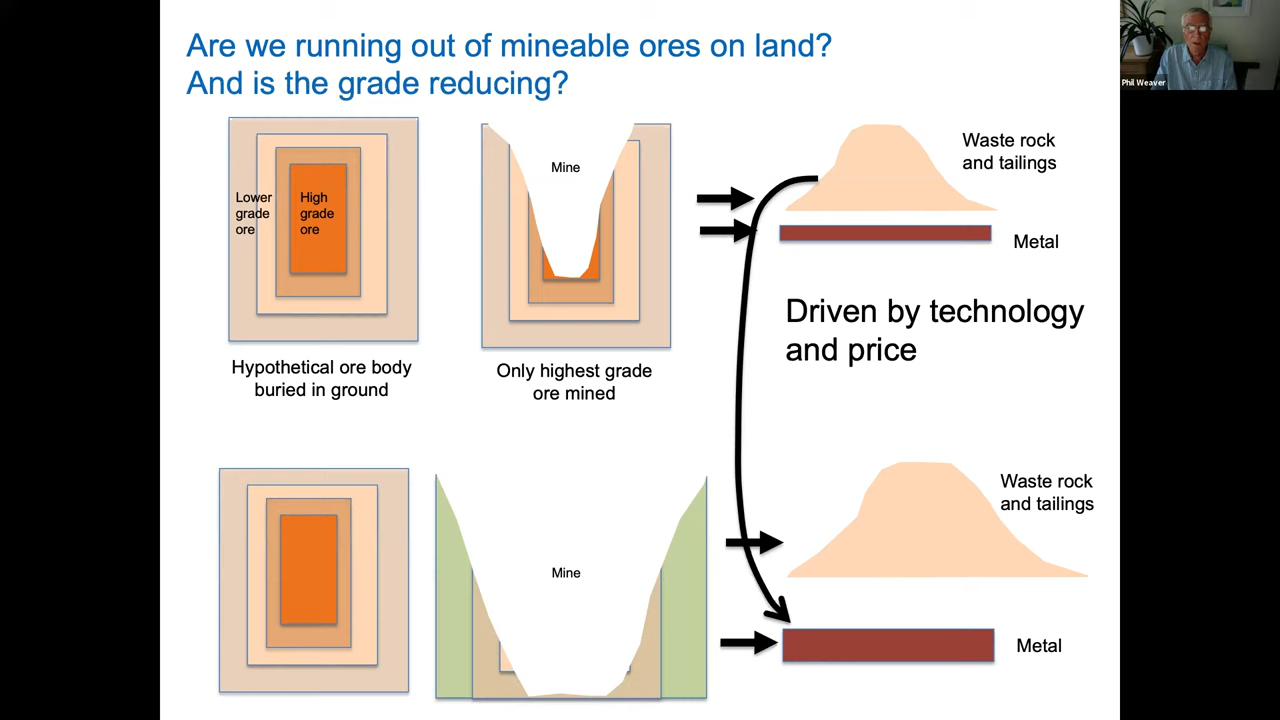 Are we running out of mineable ores on land?
And is the grade reducing?
Phil Weaver
Lower
grade
ore
High
grade
ore
Mine
Waste rock
and tailings
Metal
Driven by technology
and price
Hypothetical ore body
buried in ground
Only highest grade
ore mined
Mine
Waste rock
and tailings
Metal